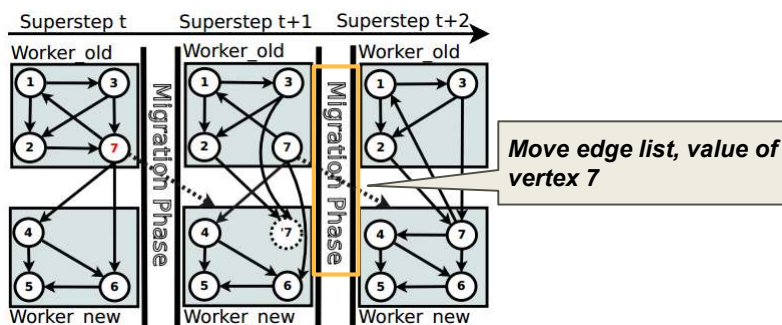 Superstep t Superstep t+1 Superstep t+2
Worker_old Worker_old Worker_old
1 3 1 3 1 3
2 7 2 7 2
Migration Phase Migration Phase
Move edge list, value of
vertex 7
4 4 '7 4 7
5 6 5 6 5 6
Worker_new Worker_new Worker_new